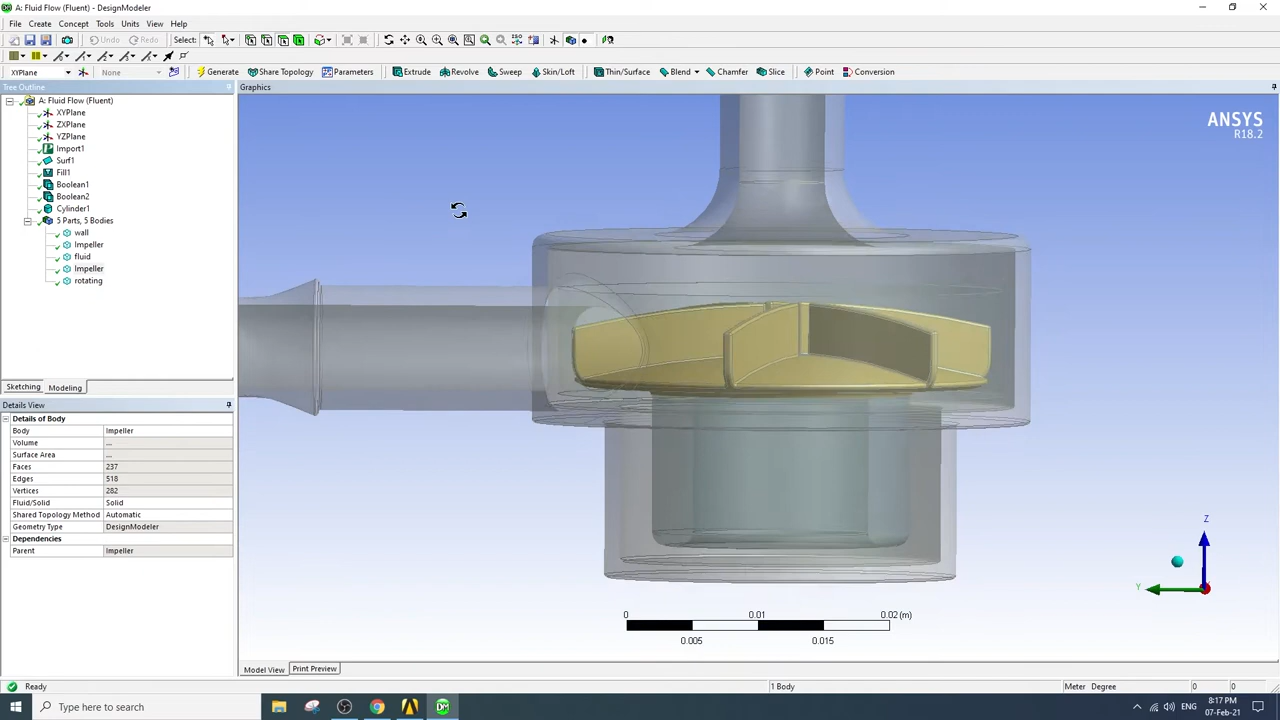 A: Fluid Flow (Fluent) - DesignModeler
File Create Concept Tools Units View Help
Undo Redo Select:
XYPlane None Generate Share Topology Parameters Extrude Revolve Sweep Skin/Loft Thin/Surface Blend Chamfer Slice Point Conversion
Tree Outline
A: Fluid Flow (Fluent)
XYPlane
ZXPlane
YZPlane
Import1
Surf1
Fill1
Boolean1
Boolean2
Cylinder1
5 Parts, 5 Bodies
wall
Impeller
fluid
Impeller
rotating
Sketching Modeling
Details View
Details of Body
Body Impeller
Volume ...
Surface Area ...
Faces 237
Edges 518
Vertices 282
Fluid/Solid Solid
Shared Topology Method Automatic
Geometry Type DesignModeler
Dependencies
Parent Impeller
Graphics
ANSYS
R18.2
Z
Y
0 0.01 0.02 (m)
0.005 0.015
Model View Print Preview
Ready 1 Body Meter Degree 0 0
Type here to search
ENG 8:17 PM
07-Feb-21